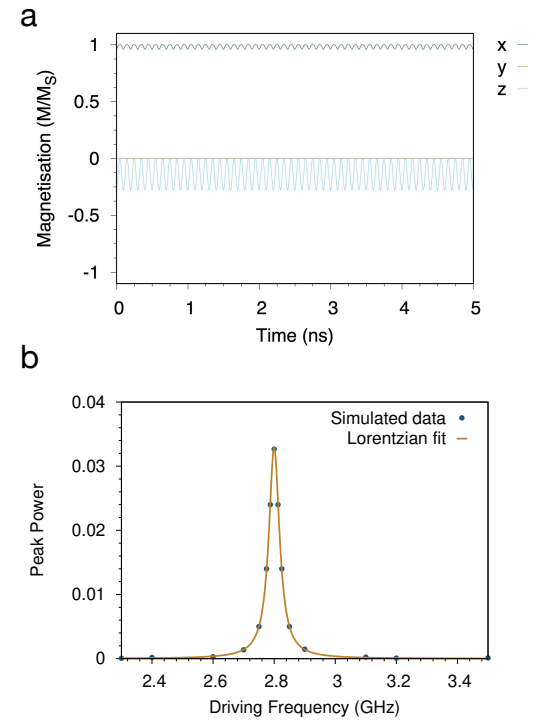 a
Magnetisation (M/MS)
1
0.5
0
-0.5
-1
0 1 2 3 4 5
Time (ns)
x
y
z
b
Peak Power
0.04
0.03
0.02
0.01
0
2.4 2.6 2.8 3 3.2 3.4
Driving Frequency (GHz)
Simulated data
Lorentzian fit